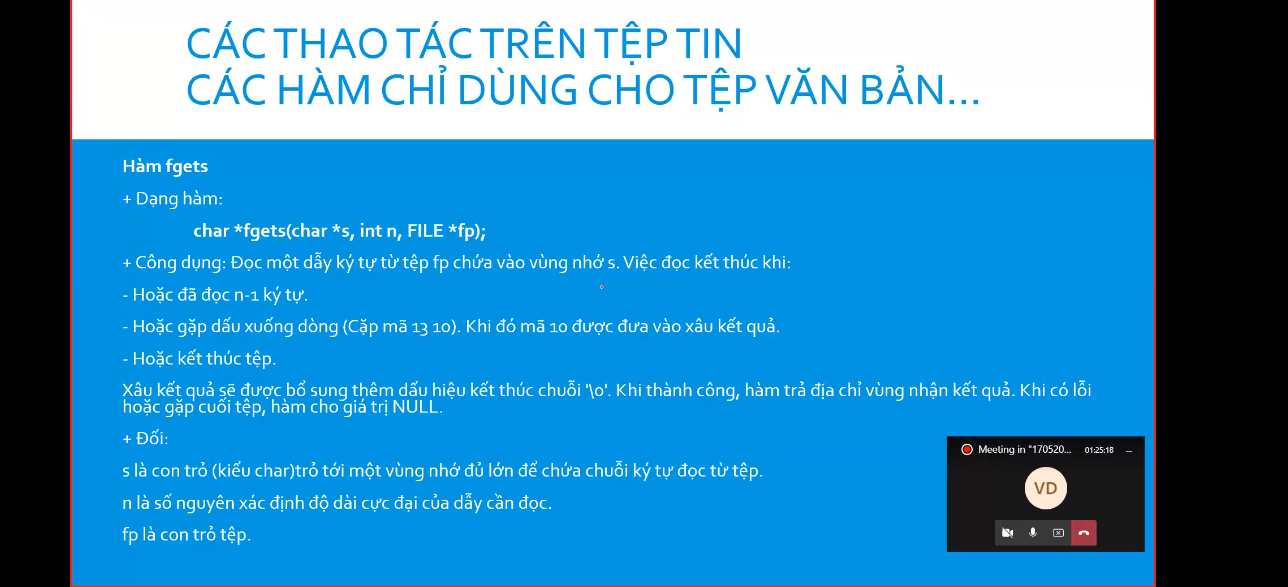 CÁC THAO TÁC TRÊN TỆP TIN
CÁC HÀM CHỈ DÙNG CHO TỆP VĂN BẢN...
Hàm fgets
+ Dạng hàm:
char *fgets(char *s, int n, FILE *fp);
+ Công dụng: Đọc một dẫy ký tự từ tệp fp chứa vào vùng nhớ s. Việc đọc kết thúc khi:
- Hoặc đã đọc n-1 ký tự.
- Hoặc gặp dấu xuống dòng (Cặp mã 13 10). Khi đó mã 10 được đưa vào xâu kết quả.
- Hoặc kết thúc tệp.
Xâu kết quả sẽ được bổ sung thêm dấu hiệu kết thúc chuỗi '\0'. Khi thành công, hàm trả địa chỉ vùng nhận kết quả. Khi có lỗi
hoặc gặp cuối tệp, hàm cho giá trị NULL.
+ Đối:
s là con trỏ (kiểu char)trỏ tới một vùng nhớ đủ lớn để chứa chuỗi ký tự đọc từ tệp.
n là số nguyên xác định độ dài cực đại của dẫy cần đọc.
fp là con trỏ tệp.
Meeting in "170520... 01:25:18
VD